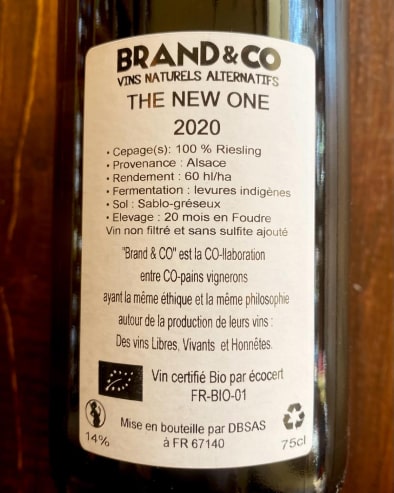 BRAND&CO
VINS NATURELS ALTERNATIFS
THE NEW ONE
2020
• Cepage(s): 100 % Riesling
• Provenance : Alsace
• Rendement : 60 hl/ha
• Fermentation : levures indigènes
• Sol : Sablo-gréseux
• Elevage : 20 mois en Foudre
Vin non filtré et sans sulfite ajouté
"Brand & CO" est la CO-llaboration
entre CO-pains vignerons
ayant la même éthique et la même philosophie
autour de la production de leurs vins :
Des vins Libres, Vivants et Honnêtes.
Vin certifié Bio par écocert
FR-BIO-01
Mise en bouteille par DBSAS
à FR 67140
14%
75cl